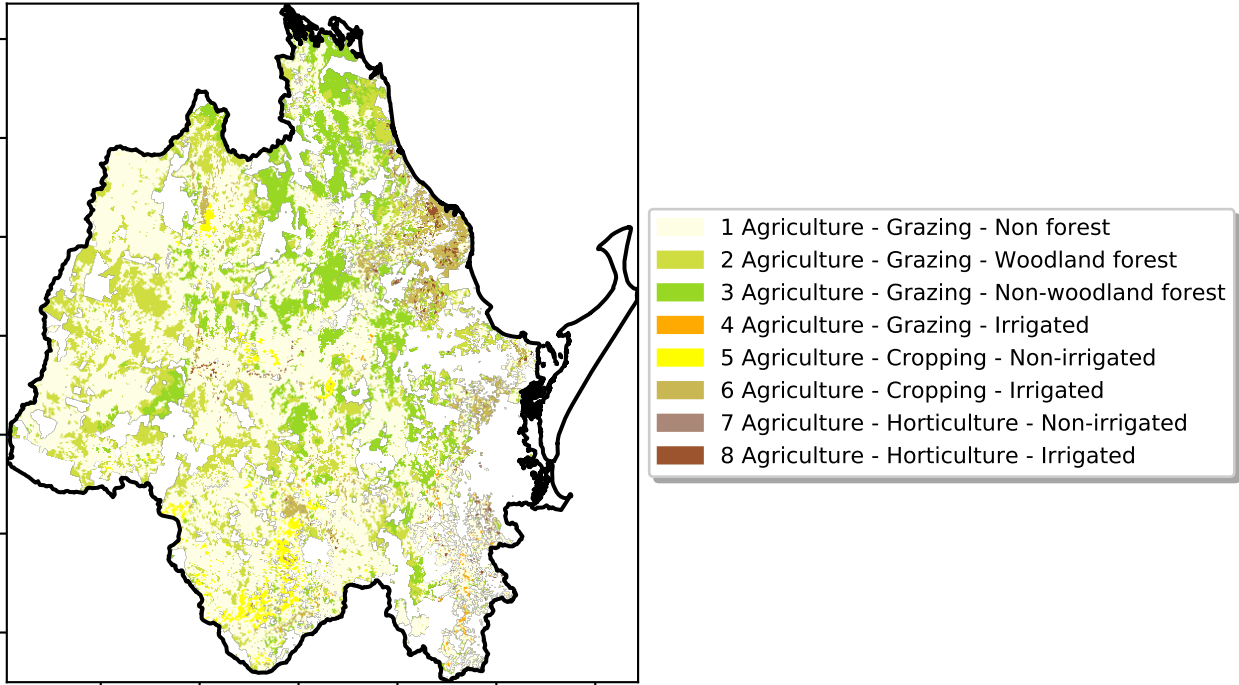 1 Agriculture - Grazing - Non forest
2 Agriculture - Grazing - Woodland forest
3 Agriculture - Grazing - Non-woodland forest
4 Agriculture - Grazing - Irrigated
5 Agriculture - Cropping - Non-irrigated
6 Agriculture - Cropping - Irrigated
7 Agriculture - Horticulture - Non-irrigated
8 Agriculture - Horticulture - Irrigated